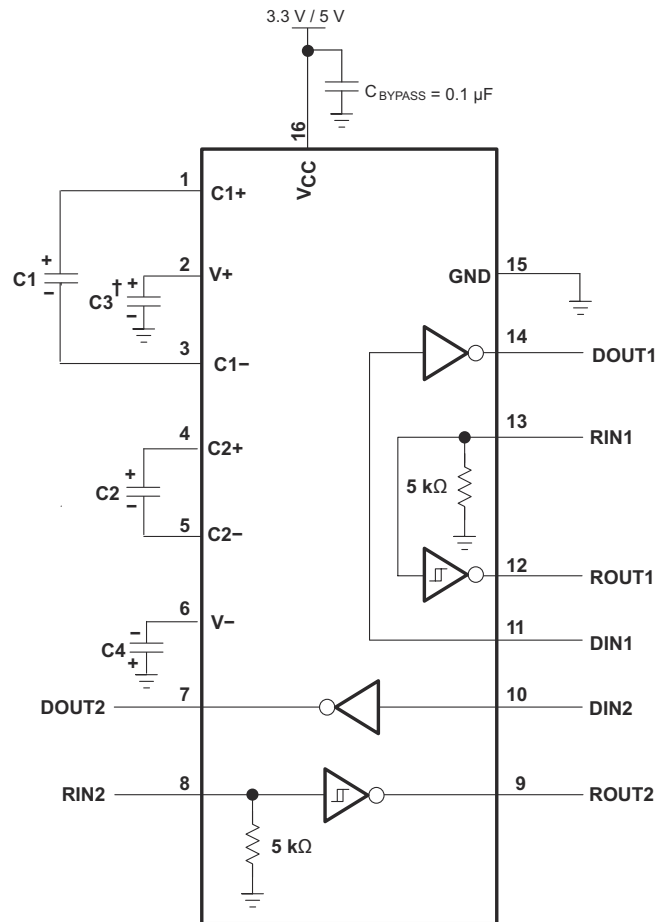 3.3 V / 5 V
CBYPASS = 0.1 µF
16
VCC
1
C1+
+
C1
−
2
V+
†
+
C3
−
GND
15
3
C1−
14
DOUT1
4
C2+
13
RIN1
+
C2
−
5 kΩ
5
C2−
12
ROUT1
6
V−
−
C4
+
11
DIN1
DOUT2
7
10
DIN2
RIN2
8
9
ROUT2
5 kΩ